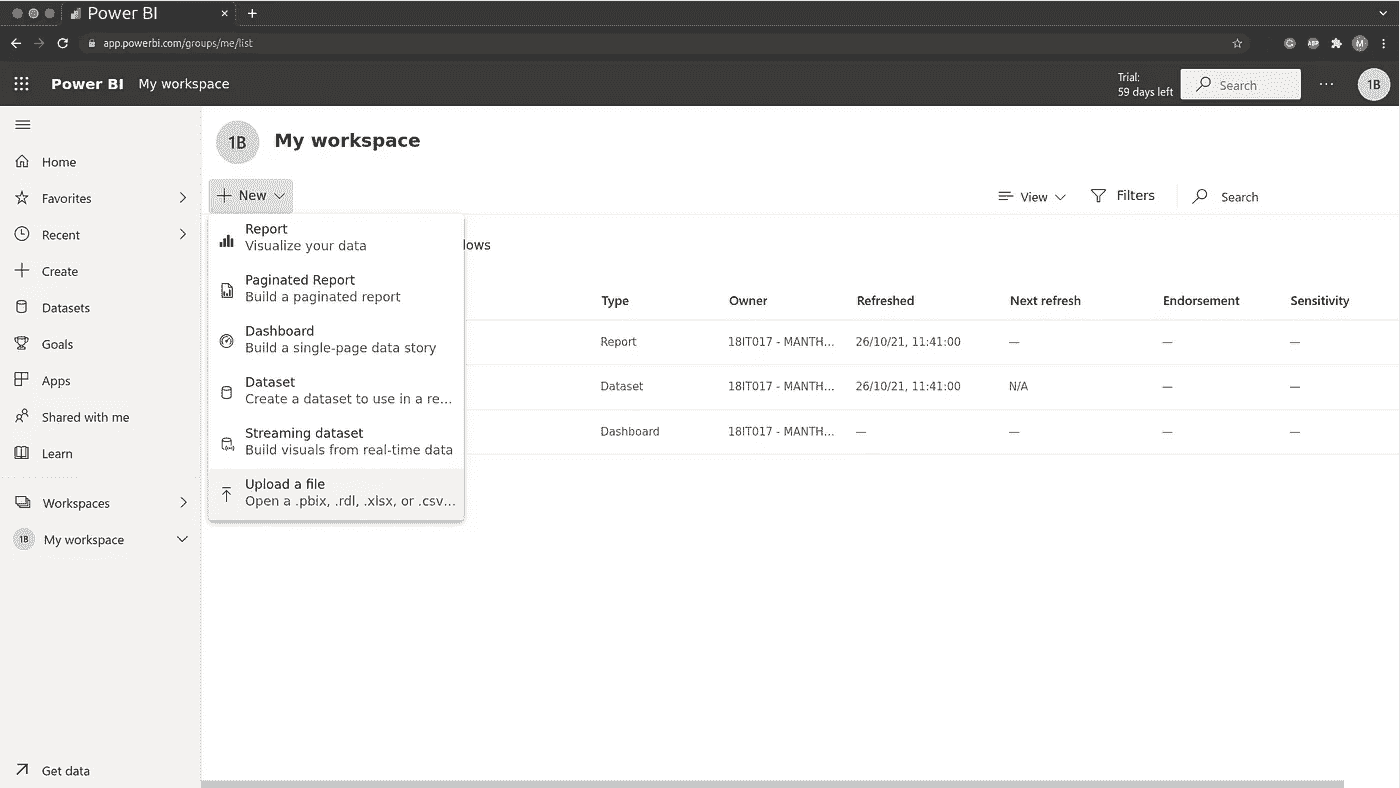 Power BI
app.powerbi.com/groups/me/list
ABP
M
Power BI My workspace
Trial:
59 days left
Search
1B
1B My workspace
New
View
Filters
Search
Home
Favorites
Recent
Create
Datasets
Goals
Apps
Shared with me
Learn
Workspaces
1B My workspace
Get data
Report
Visualize your data
Paginated Report
Build a paginated report
Dashboard
Build a single-page data story
Dataset
Create a dataset to use in a re...
Streaming dataset
Build visuals from real-time data
Upload a file
Open a .pbix, .rdl, .xlsx, or .csv...
lows
Type Owner Refreshed Next refresh Endorsement Sensitivity
Report 18IT017 - MANTH... 26/10/21, 11:41:00 — — —
Dataset 18IT017 - MANTH... 26/10/21, 11:41:00 N/A — —
Dashboard 18IT017 - MANTH... — — — —